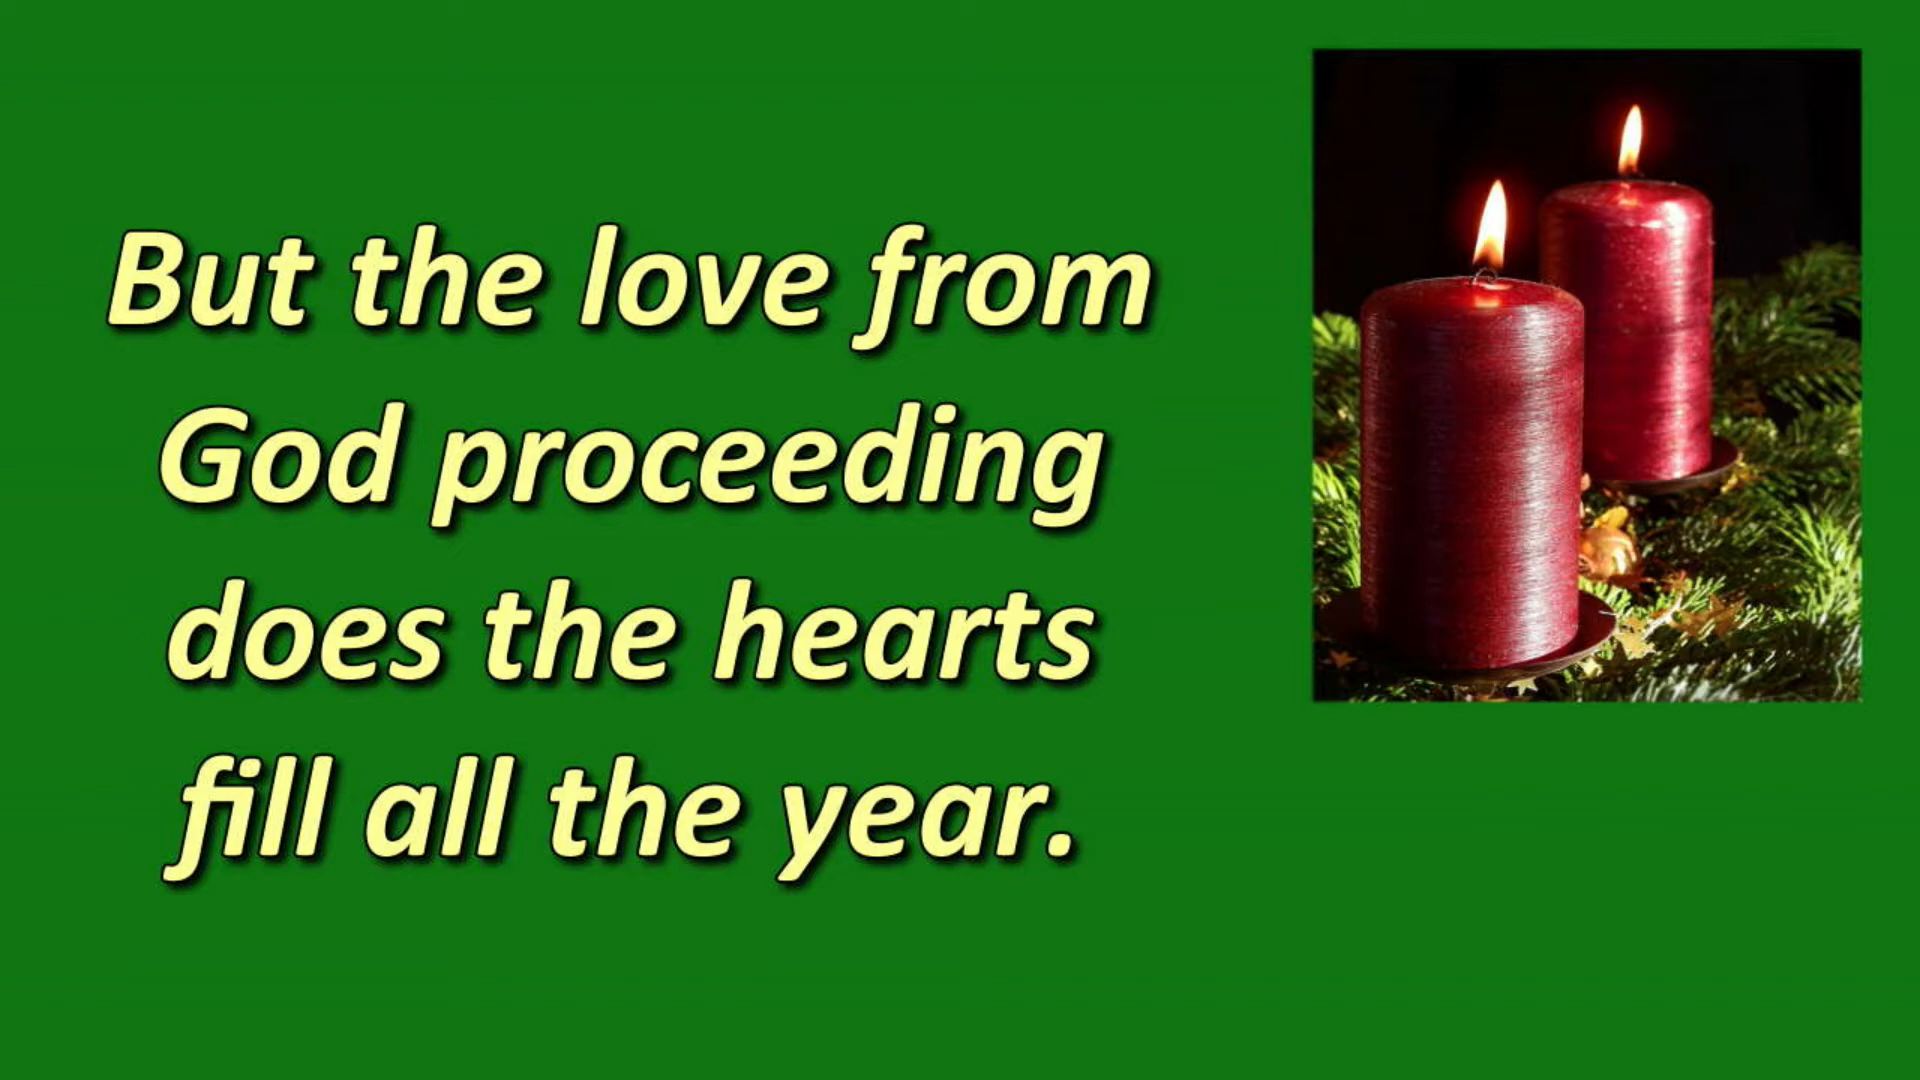 But the love from
God proceeding
does the hearts
fill all the year.